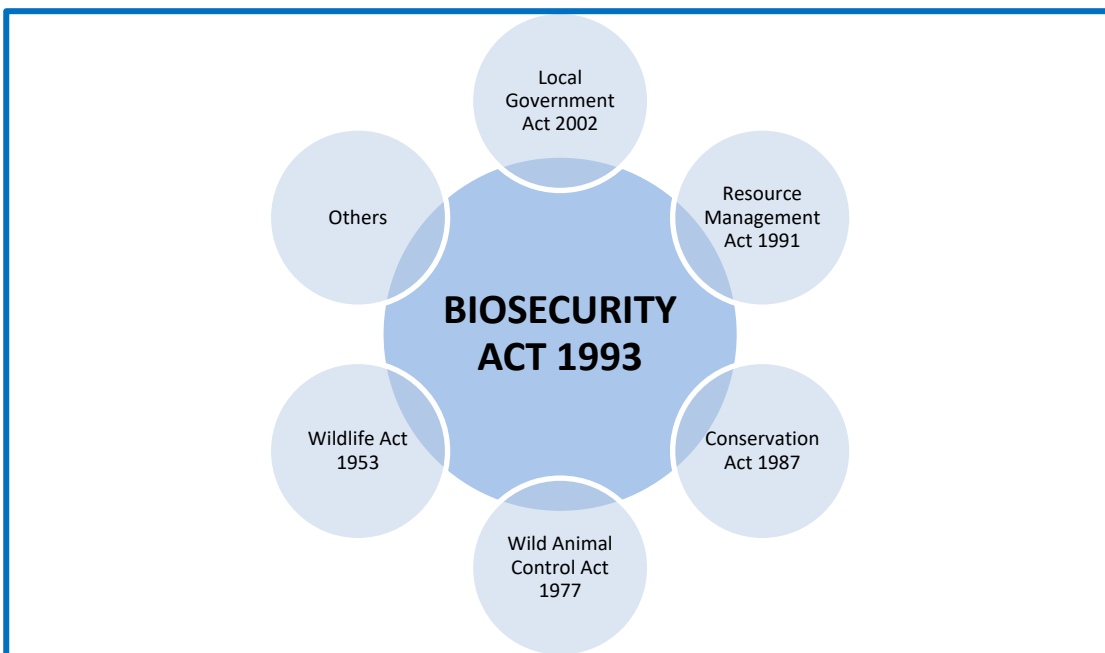 Local
Government
Act 2002
Others
Resource
Management
Act 1991
BIOSECURITY
ACT 1993
Wildlife Act
1953
Conservation
Act 1987
Wild Animal
Control Act
1977